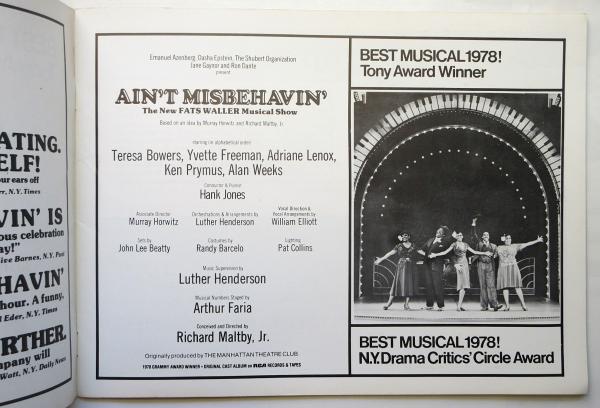 ATING.
ELF!
our ears off
er, N.Y. Times
VIN' IS
ous celebration
ay!"
ive Barnes, N.Y. Post
HAVIN'
hour. A funny,
d Eder, N.Y. Times
RTHER.
mpany will
Watt, N.Y. Daily News
Emanuel Azenberg, Dasha Epstein, The Shubert Organization
Jane Gaynor and Ron Dante
present
AIN'T MISBEHAVIN'
The New FATS WALLER Musical Show
Based on an idea by Murray Horwitz and Richard Maltby, Jr.
starring (in alphabetical order)
Teresa Bowers, Yvette Freeman, Adriane Lenox,
Ken Prymus, Alan Weeks
Conductor & Pianist
Hank Jones
Associate Director
Murray Horwitz
Orchestrations & Arrangements by
Luther Henderson
Vocal Direction &
Vocal Arrangements by
William Elliott
Sets by
John Lee Beatty
Costumes by
Randy Barcelo
Lighting
Pat Collins
Music Supervision by
Luther Henderson
Musical Numbers Staged by
Arthur Faria
Conceived and Directed by
Richard Maltby, Jr.
Originally produced by THE MANHATTAN THEATRE CLUB
1978 GRAMMY AWARD WINNER • ORIGINAL CAST ALBUM on RCA RECORDS & TAPES
BEST MUSICAL 1978!
Tony Award Winner
BEST MUSICAL 1978!
N.Y. Drama Critics' Circle Award